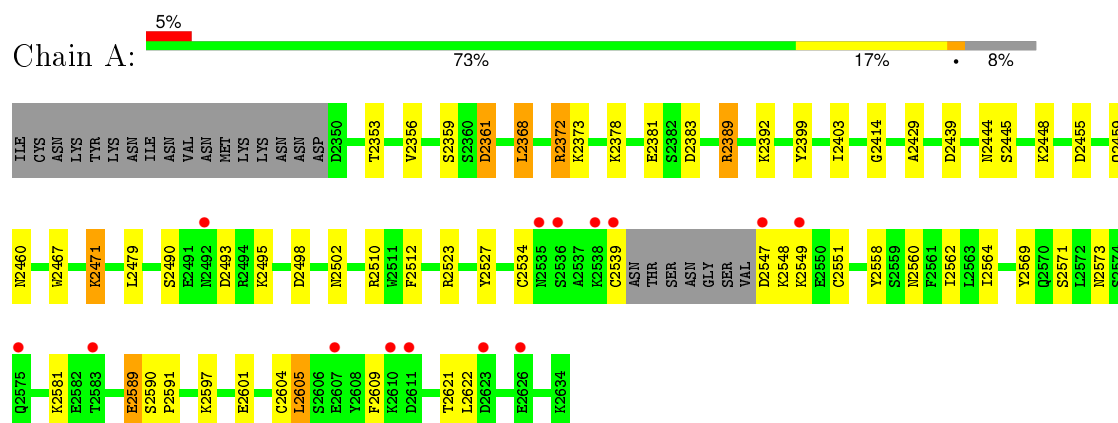 5%
Chain A:
73% 17% • 8%
ILE CYS ASN LYS TYR LYS ASN ILE ASN VAL ASN MET LYS LYS ASN ASN ASP D2350 T2353 V2356 S2359 S2360 D2361 L2368 R2372 K2373 K2378 E2381 S2382 D2383 R2389 K2392 Y2399 I2403 G2414 A2429 D2439 N2444 S2445 K2448 D2455
N2460 W2467 K2471 L2479 S2490 E2491 N2492 D2493 R2494 K2495 D2498 N2502 R2510 W2511 F2512 R2523 Y2527 C2534 N2535 S2536 A2537 K2538 C2539 ASN THR SER ASN GLY SER VAL D2547 K2548 K2549 E2550 C2551 Y2558 S2559 N2560 F2561 I2562 L2563 I2564 Y2569 Q2570 S2571 L2572 N2573
Q2575 K2581 E2582 T2583 E2589 S2590 P2591 K2597 E2601 C2604 L2605 S2606 E2607 Y2608 F2609 K2610 D2611 T2621 L2622 D2623 E2626 K2634